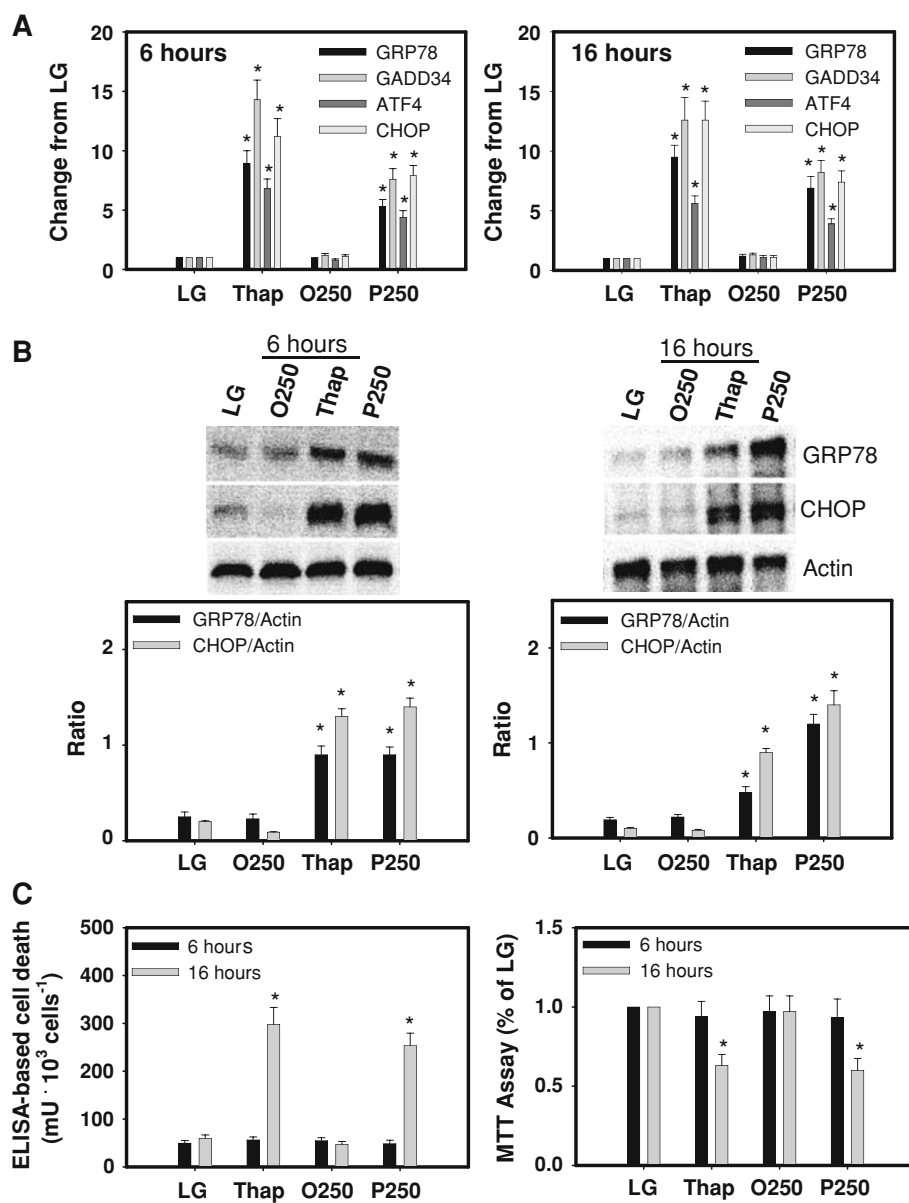 A
20
15
10
5
0
Change from LG
6 hours
GRP78
GADD34
ATF4
CHOP
* * * * * * * *
LG Thap O250 P250
20
15
10
5
0
Change from LG
16 hours
GRP78
GADD34
ATF4
CHOP
* * * * * * * *
LG Thap O250 P250
B
6 hours
LG O250 Thap P250
16 hours
LG O250 Thap P250
GRP78
CHOP
Actin
2
1
0
Ratio
GRP78/Actin
CHOP/Actin
* * * *
LG O250 Thap P250
2
1
0
Ratio
GRP78/Actin
CHOP/Actin
* * * *
LG O250 Thap P250
C
500
400
300
200
100
0
ELISA-based cell death
(mU · 10³ cells⁻¹)
6 hours
16 hours
* *
LG Thap O250 P250
1.5
1.0
0.5
0.0
MTT Assay (% of LG)
6 hours
16 hours
* *
LG Thap O250 P250